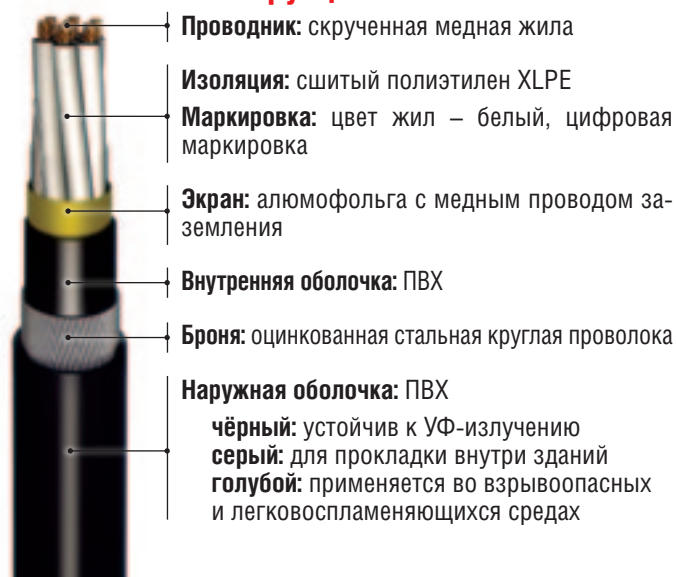 Проводник: скрученная медная жила
Изоляция: сшитый полиэтилен XLPE
Маркировка: цвет жил – белый, цифровая
маркировка
Экран: алюмофольга с медным проводом за-
земления
Внутренняя оболочка: ПВХ
Броня: оцинкованная стальная круглая проволока
Наружная оболочка: ПВХ
чёрный: устойчив к УФ-излучению
серый: для прокладки внутри зданий
голубой: применяется во взрывоопасных
и легковоспламеняющихся средах